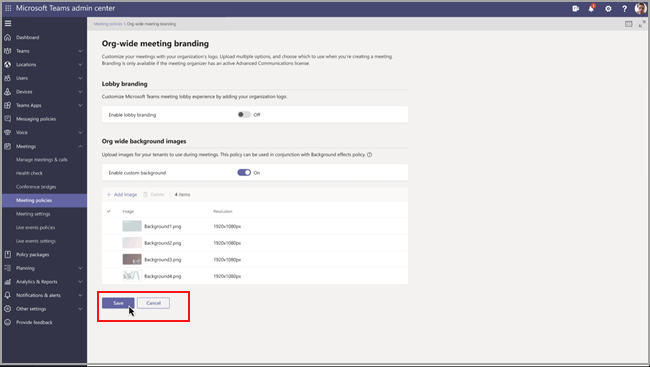 Microsoft Teams admin center
Meeting policies \ Org-wide meeting branding
Dashboard
Teams
Locations
Users
Devices
Teams Apps
Messaging policies
Voice
Meetings
Manage meetings & calls
Health check
Conference bridges
Meeting policies
Meeting settings
Live events policies
Live events settings
Policy packages
Planning
Analytics & Reports
Notifications & alerts
Other settings
Provide feedback
Org-wide meeting branding
Customize your meetings with your organization's logo. Upload multiple options, and choose which to use when you're creating a meeting
Branding is only available if the meeting organizer has an active Advanced Communications license.
Lobby branding
Customize Microsoft Teams meeting lobby experience by adding your organization logo.
Enable lobby branding Off
Org wide background images
Upload images for your tenants to use during meetings. This policy can be used in conjunction with Background effects policy.
Enable custom background On
+ Add image Delete 4 items
Image Resolution
Background1.png 1920x1080px
Background2.png 1920x1080px
Background3.png 1920x1080px
Background4.png 1920x1080px
Save Cancel